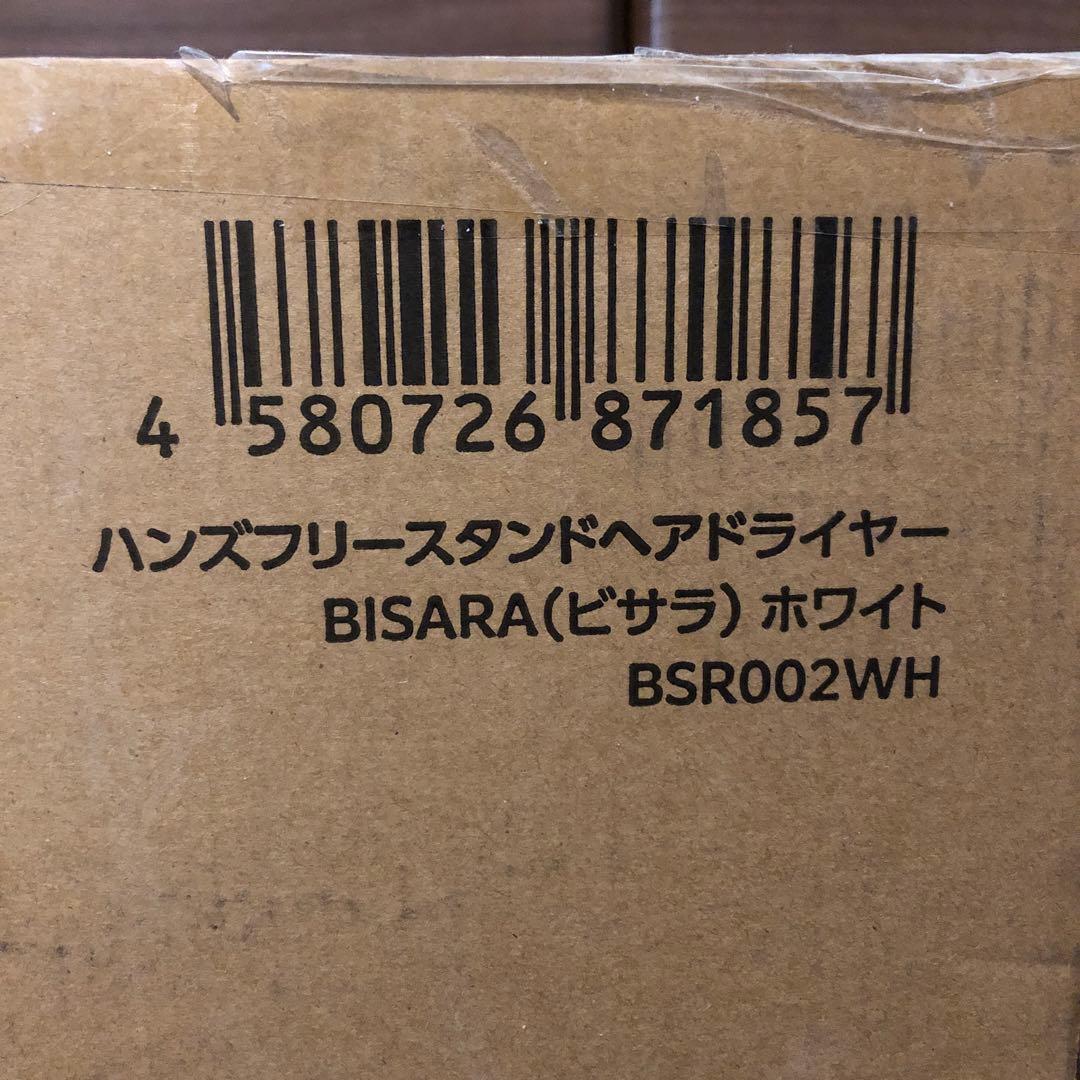 4 580726 871857
ハンズフリースタンドヘアドライヤー
BISARA(ビサラ) ホワイト
BSR002WH